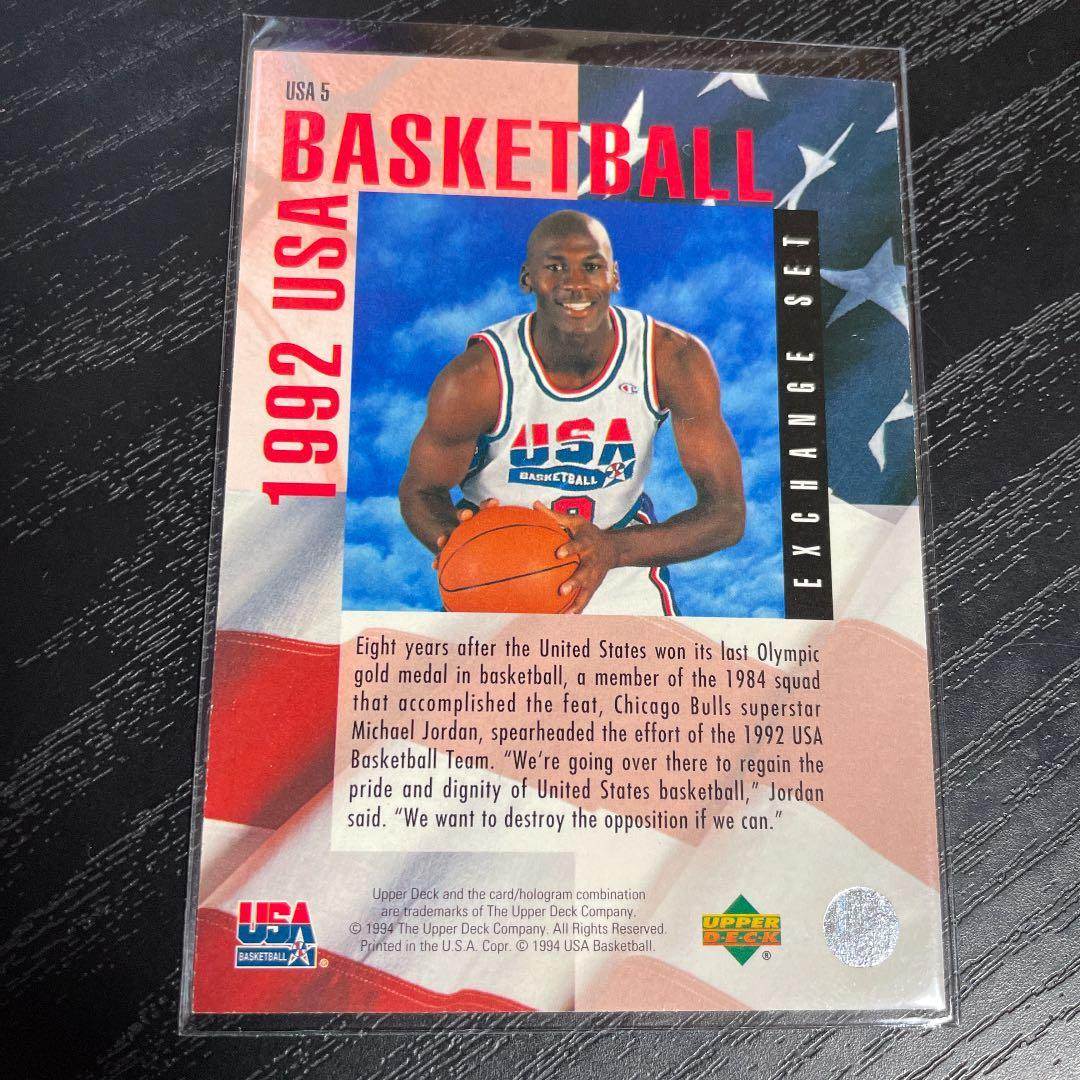 USA 5
BASKETBALL
1992 USA
EXCHANGE SET
USA
BASKETBALL
Eight years after the United States won its last Olympic
gold medal in basketball, a member of the 1984 squad
that accomplished the feat, Chicago Bulls superstar
Michael Jordan, spearheaded the effort of the 1992 USA
Basketball Team. “We’re going over there to regain the
pride and dignity of United States basketball,” Jordan
said. “We want to destroy the opposition if we can.”
Upper Deck and the card/hologram combination
are trademarks of The Upper Deck Company.
© 1994 The Upper Deck Company. All Rights Reserved.
Printed in the U.S.A. Copr. © 1994 USA Basketball.
USA
BASKETBALL
®
UPPER
D·E·C·K
®